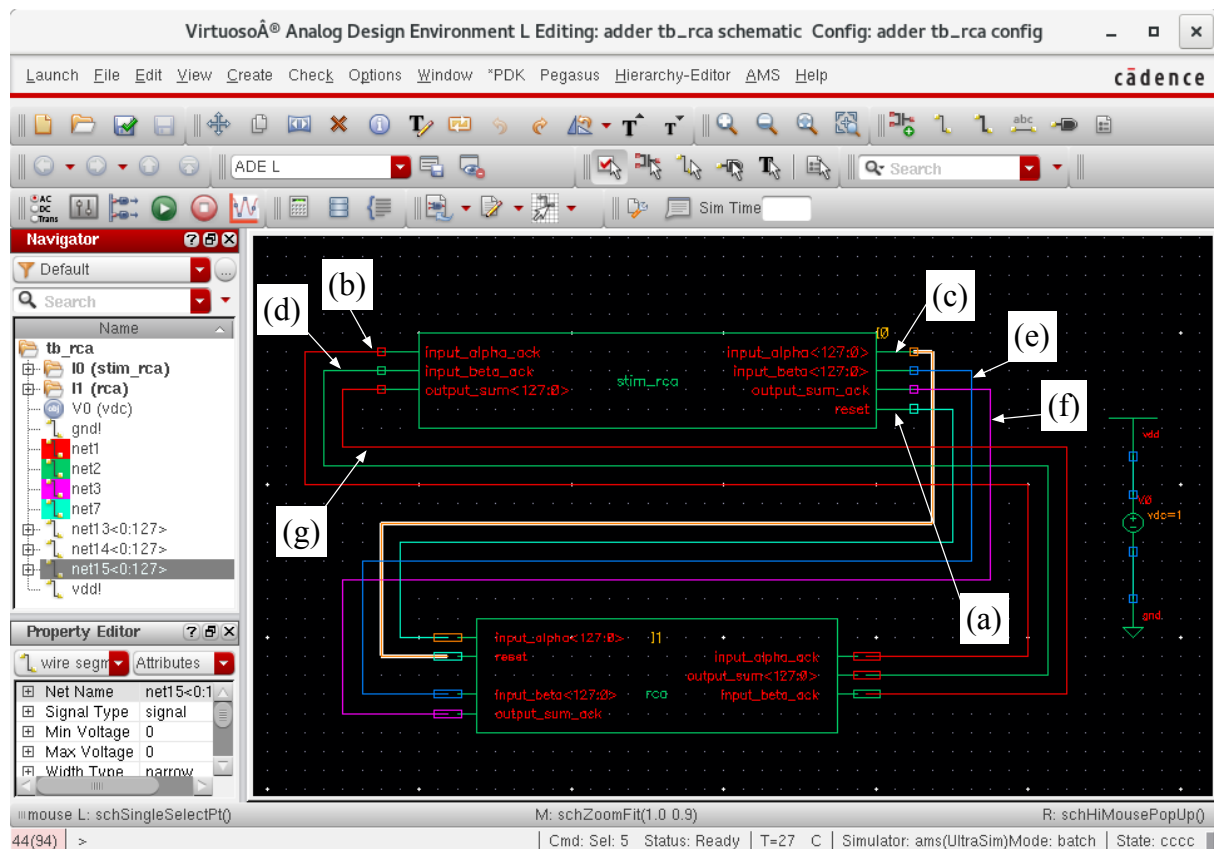 VirtuosoÂ® Analog Design Environment L Editing: adder tb_rca schematic Config: adder tb_rca config
Launch File Edit View Create Check Options Window *PDK Pegasus Hierarchy-Editor AMS Help
cādence
abc
ADE L
Search
AC
DC
Trans
Sim Time
Navigator
Default
Search
Name
tb_rca
I0 (stim_rca)
I1 (rca)
V0 (vdc)
gnd!
net1
net2
net3
net7
net13<0:127>
net14<0:127>
net15<0:127>
vdd!
Property Editor
wire segm Attributes
Net Name net15<0:1
Signal Type signal
Min Voltage 0
Max Voltage 0
Width Type narrow
(b)
(d)
(c)
(e)
(f)
(g)
(a)
I0
input_alpha_ack
input_beta_ack
output_sum<127:0>
stim_rca
input_alpha<127:0>
input_beta<127:0>
output_sum_ack
reset
vdd
V0
vdc=1
gnd
input_alpha<127:0>
reset
input_beta<127:0>
output_sum_ack
I1
rca
input_alpha_ack
output_sum<127:0>
input_beta_ack
mouse L: schSingleSelectPt() M: schZoomFit(1.0 0.9) R: schHiMousePopUp()
44(94) > Cmd: Sel: 5 Status: Ready T=27 C Simulator: ams(UltraSim)Mode: batch State: cccc